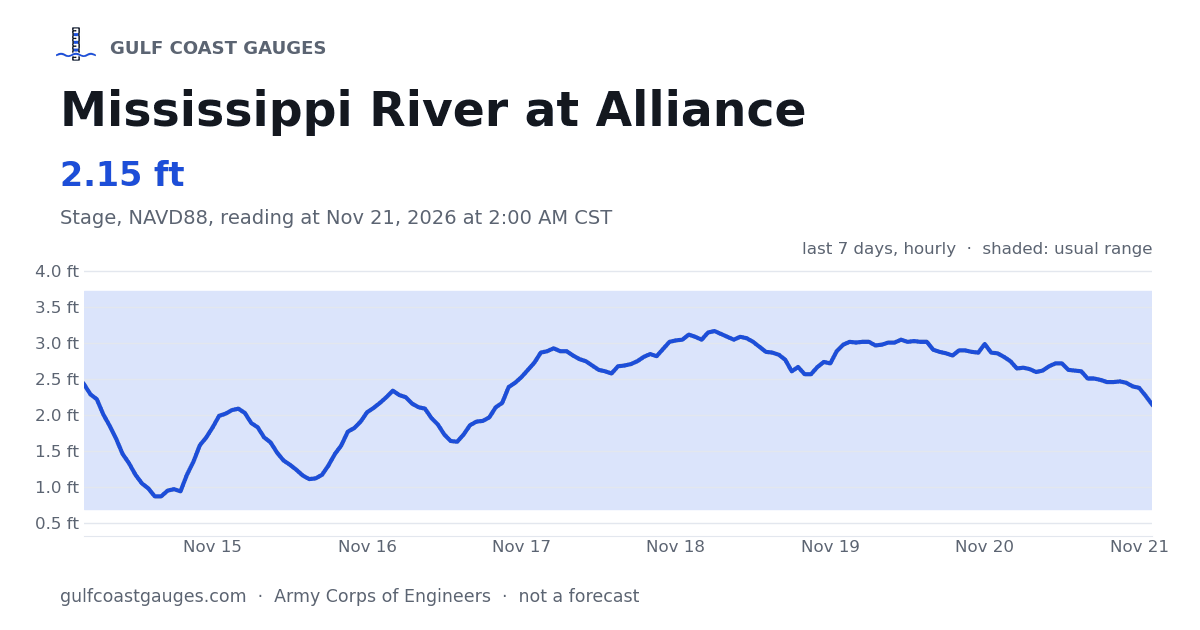 GULF COAST GAUGES
Mississippi River at Alliance
2.15 ft
Stage, NAVD88, reading at Nov 21, 2026 at 2:00 AM CST
last 7 days, hourly · shaded: usual range
4.0 ft
3.5 ft
3.0 ft
2.5 ft
2.0 ft
1.5 ft
1.0 ft
0.5 ft
Nov 15 Nov 16 Nov 17 Nov 18 Nov 19 Nov 20 Nov 21
gulfcoastgauges.com · Army Corps of Engineers · not a forecast